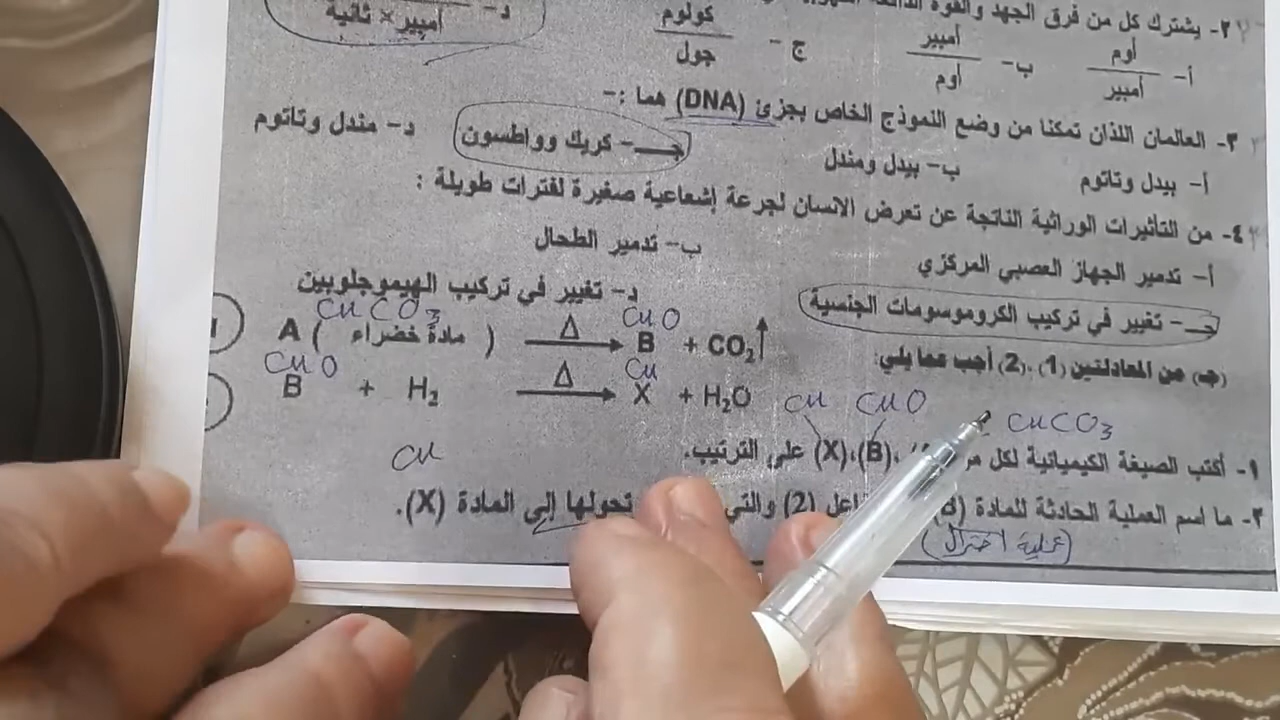 ٢- يشترك كل من فرق الجهد والقوة
أ- أوم / أمبير ب- أمبير / أوم ج - كولوم / جول د- أمبير × ثانية
٣- العالمان اللذان تمكنا من وضع النموذج الخاص بجزئ (DNA) هما :-
أ- بيدل وتاتوم ب- بيدل ومندل جـ- كريك وواطسون د- مندل وتاتوم
٤- من التأثيرات الوراثية الناتجة عن تعرض الانسان لجرعة إشعاعية صغيرة لفترات طويلة :
أ- تدمير الجهاز العصبي المركزي ب- تدمير الطحال
جـ- تغيير في تركيب الكروموسومات الجنسية د- تغيير في تركيب الهيموجلوبين
(جـ) من المعادلتين (1) ،(2) أجب عما يلي:
CuCO3 CuO
A ( مادة خضراء ) Δ → B + CO2↑
CuO Cu
B + H2 Δ → X + H2O
Cu CuO CuCO3
١- أكتب الصيغة الكيميائية لكل ،(B)،(X) على الترتيب.
Cu
٢- ما اسم العملية الحادثة للمادة (B) (2) والتي تحولها إلى المادة (X).
(عملية اختزال)